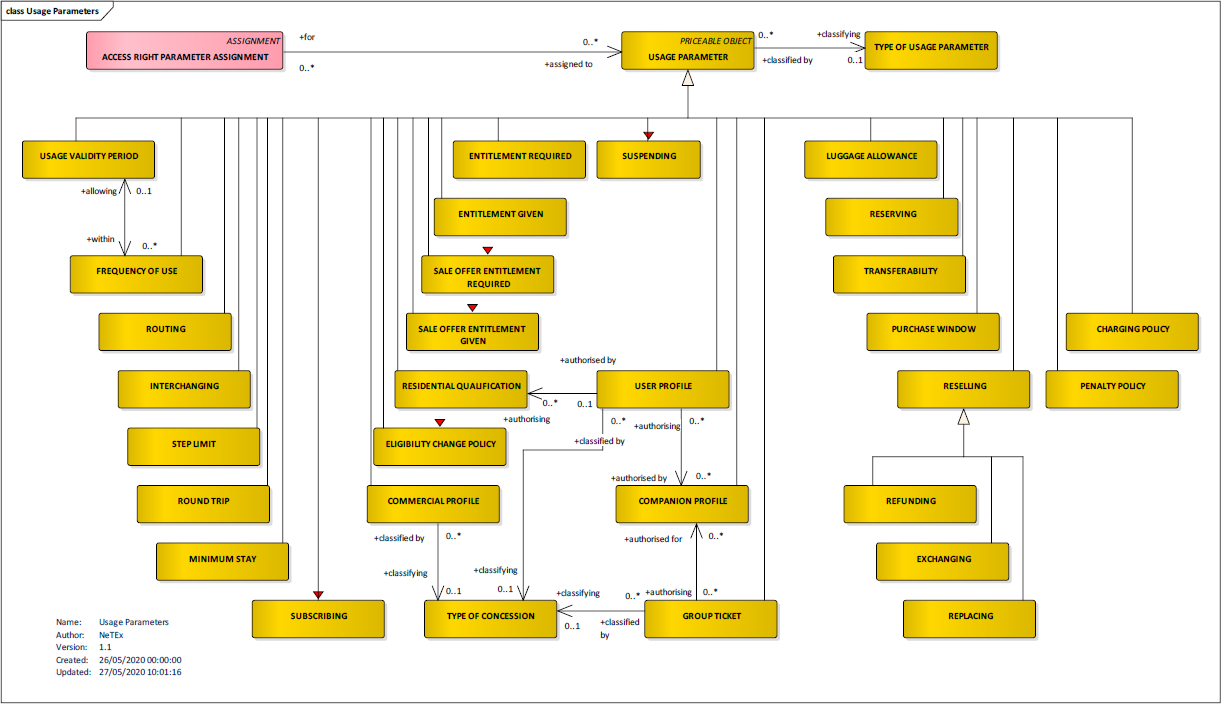 class Usage Parameters
ASSIGNMENT
ACCESS RIGHT PARAMETER ASSIGNMENT
+for
0..*
0..*
+assigned to
PRICEABLE OBJECT
USAGE PARAMETER
0..*
+classified by
+classifying
0..1
TYPE OF USAGE PARAMETER
USAGE VALIDITY PERIOD
ENTITLEMENT REQUIRED
SUSPENDING
LUGGAGE ALLOWANCE
+allowing
0..1
ENTITLEMENT GIVEN
RESERVING
+within
0..*
FREQUENCY OF USE
SALE OFFER ENTITLEMENT
REQUIRED
TRANSFERABILITY
ROUTING
SALE OFFER ENTITLEMENT
GIVEN
PURCHASE WINDOW
CHARGING POLICY
+authorised by
INTERCHANGING
RESIDENTIAL QUALIFICATION
USER PROFILE
RESELLING
PENALTY POLICY
0..*
0..1
+authorising
0..*
+authorising
0..*
+classified by
STEP LIMIT
ELIGIBILITY CHANGE POLICY
+authorised by
0..*
ROUND TRIP
COMMERCIAL PROFILE
COMPANION PROFILE
REFUNDING
+classified by
0..*
+authorised for
0..*
MINIMUM STAY
EXCHANGING
+classifying
0..1
+classifying
0..1
+classifying
0..*
+authorising
0..*
SUBSCRIBING
TYPE OF CONCESSION
GROUP TICKET
REPLACING
0..1
+classified
by
Name: Usage Parameters
Author: NeTEx
Version: 1.1
Created: 26/05/2020 00:00:00
Updated: 27/05/2020 10:01:16